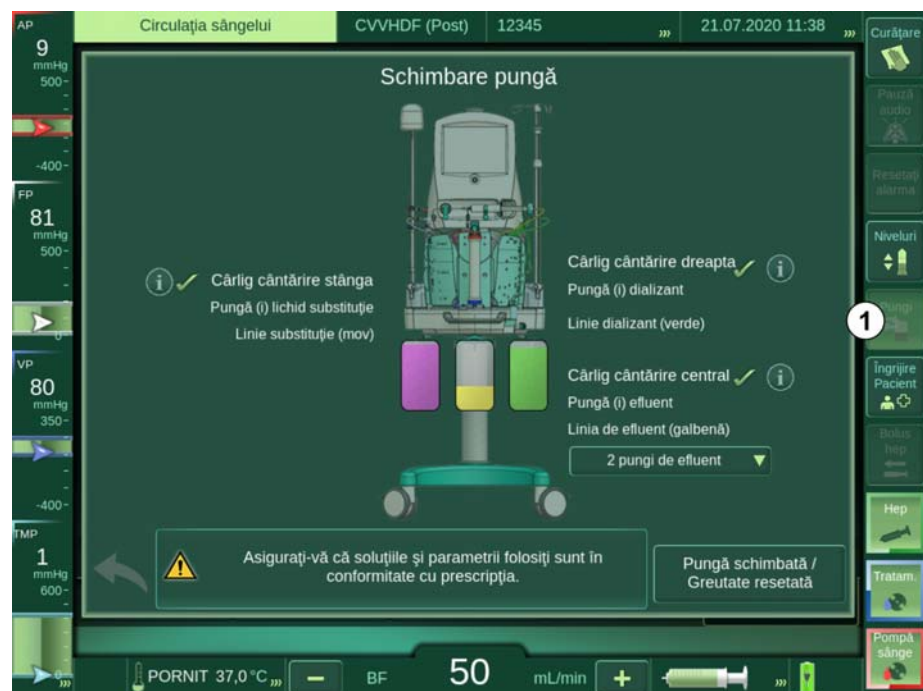 AP
9
mmHg
500
-400
FP
81
mmHg
500
0
VP
80
mmHg
350
-400
TMP
1
mmHg
600
0
Circulația sângelui
CVVHDF (Post)
12345
21.07.2020 11:38
Schimbare pungă
Cârlig cântărire stânga
Pungă (i) lichid substituție
Linie substituție (mov)
Cârlig cântărire dreapta
Pungă (i) dializant
Linie dializant (verde)
Cârlig cântărire central
Pungă (i) efluent
Linia de efluent (galbenă)
2 pungi de efluent
Asigurați-vă că soluțiile și parametrii folosiți sunt în
conformitate cu prescripția.
Pungă schimbată /
Greutate resetată
PORNIT 37,0 °C
BF
50
mL/min
Curățare
Pauză
audio
Resetați
alarma
Niveluri
Pungi
1
Îngrijire
Pacient
Bolus
hep
Hep
Tratam.
Pompă
sânge